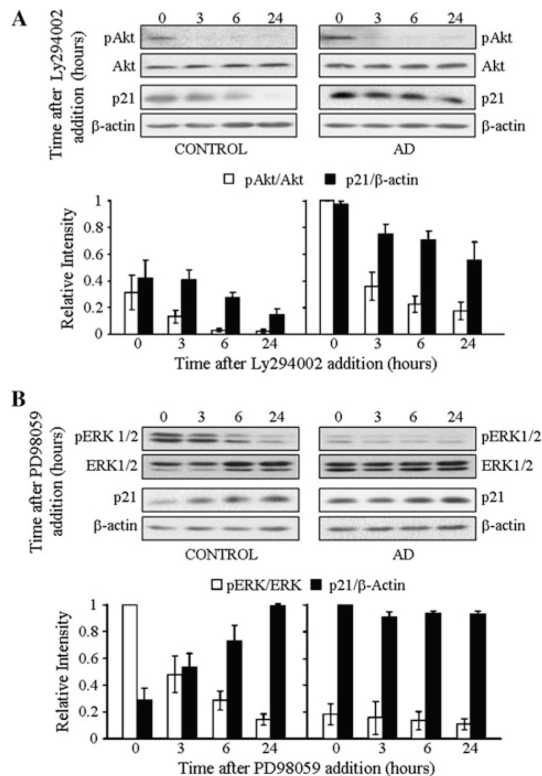 A
Time after Ly294002
addition (hours)
0 3 6 24 0 3 6 24
pAkt pAkt
Akt Akt
p21 p21
β-actin β-actin
CONTROL AD
pAkt/Akt p21/β-actin
Relative Intensity
1
0.8
0.6
0.4
0.2
0
0 3 6 24 0 3 6 24
Time after Ly294002 addition (hours)
B
Time after PD98059
addition (hours)
0 3 6 24 0 3 6 24
pERK 1/2 pERK1/2
ERK1/2 ERK1/2
p21 p21
β-actin β-actin
CONTROL AD
pERK/ERK p21/β-Actin
Relative Intensity
1
0.8
0.6
0.4
0.2
0
0 3 6 24 0 3 6 24
Time after PD98059 addition (hours)